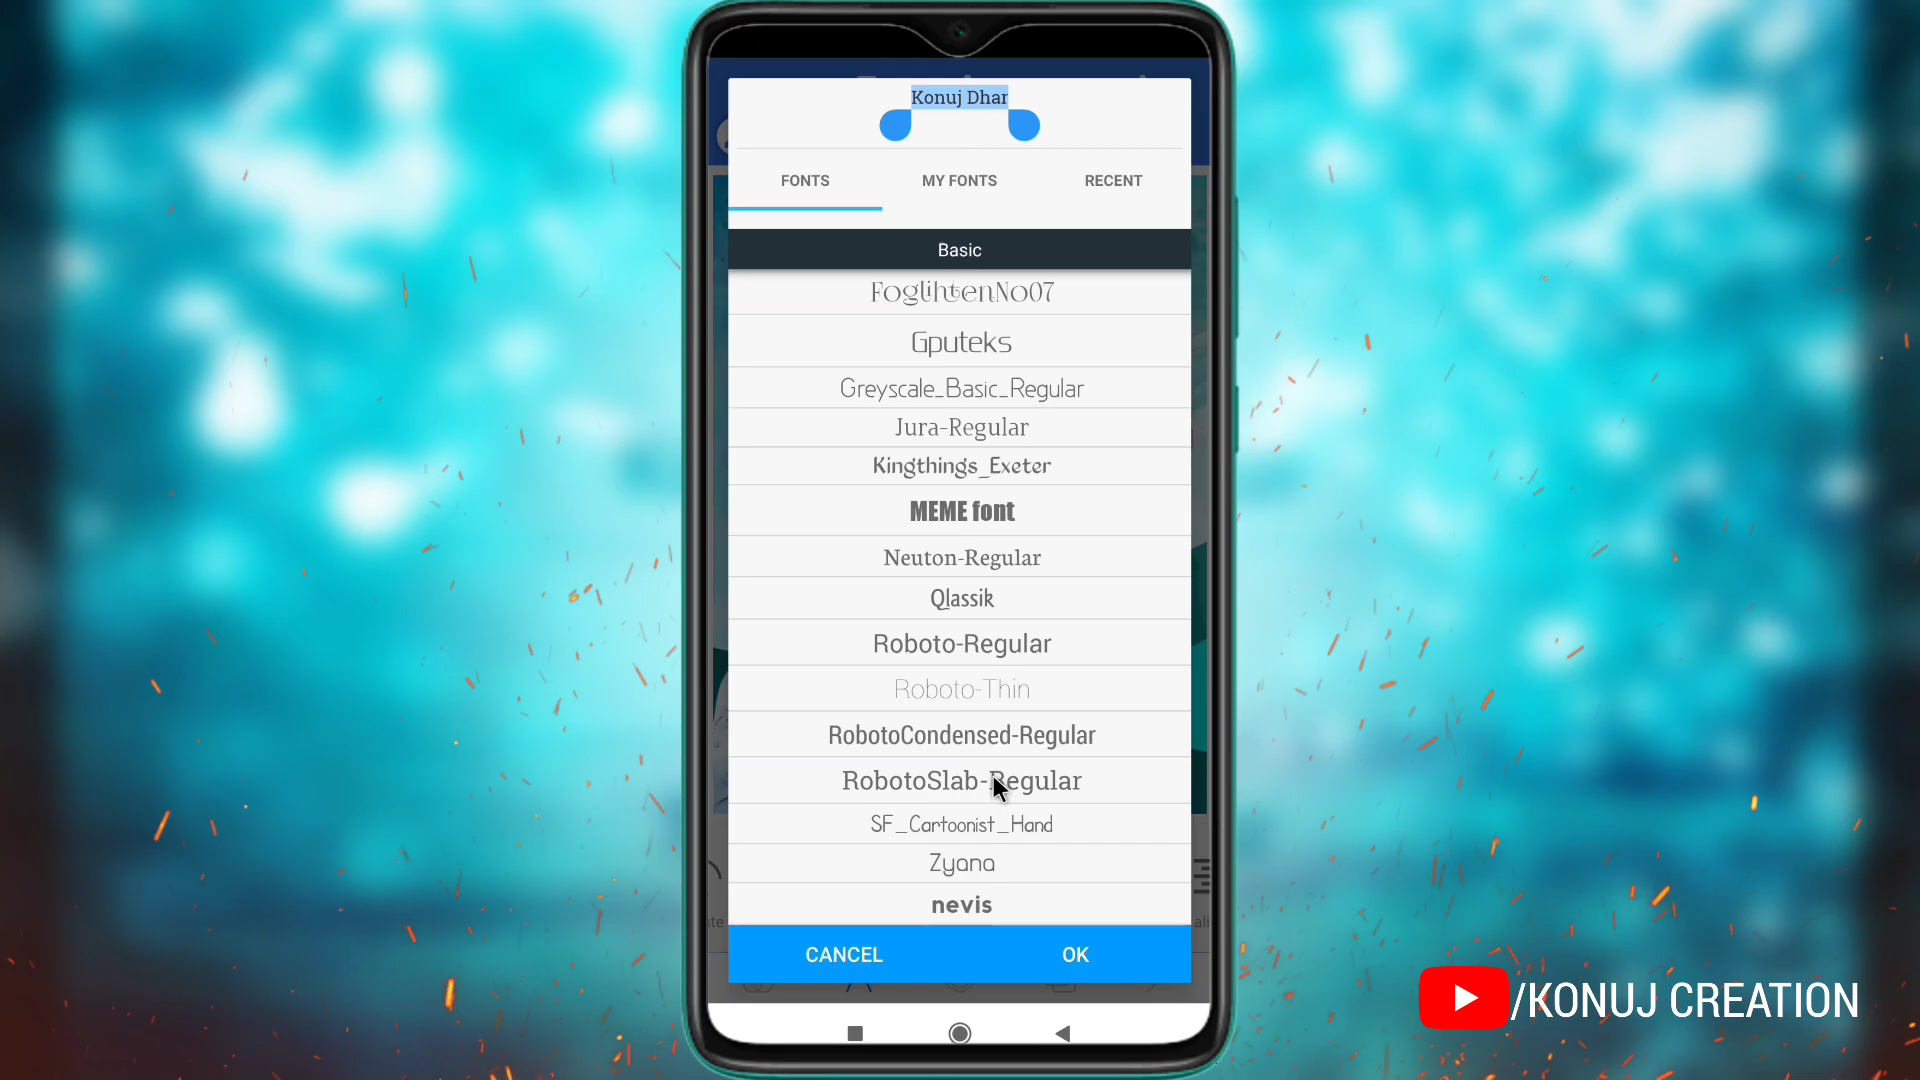 Konuj Dhar
FONTS MY FONTS RECENT
Basic
FoglihtenNo07
Gputeks
Greyscale_Basic_Regular
Jura-Regular
Kingthings_Exeter
MEME font
Neuton-Regular
Qlassik
Roboto-Regular
Roboto-Thin
RobotoCondensed-Regular
RobotoSlab-Regular
SF_Cartoonist_Hand
Zyana
nevis
CANCEL OK
/KONUJ CREATION